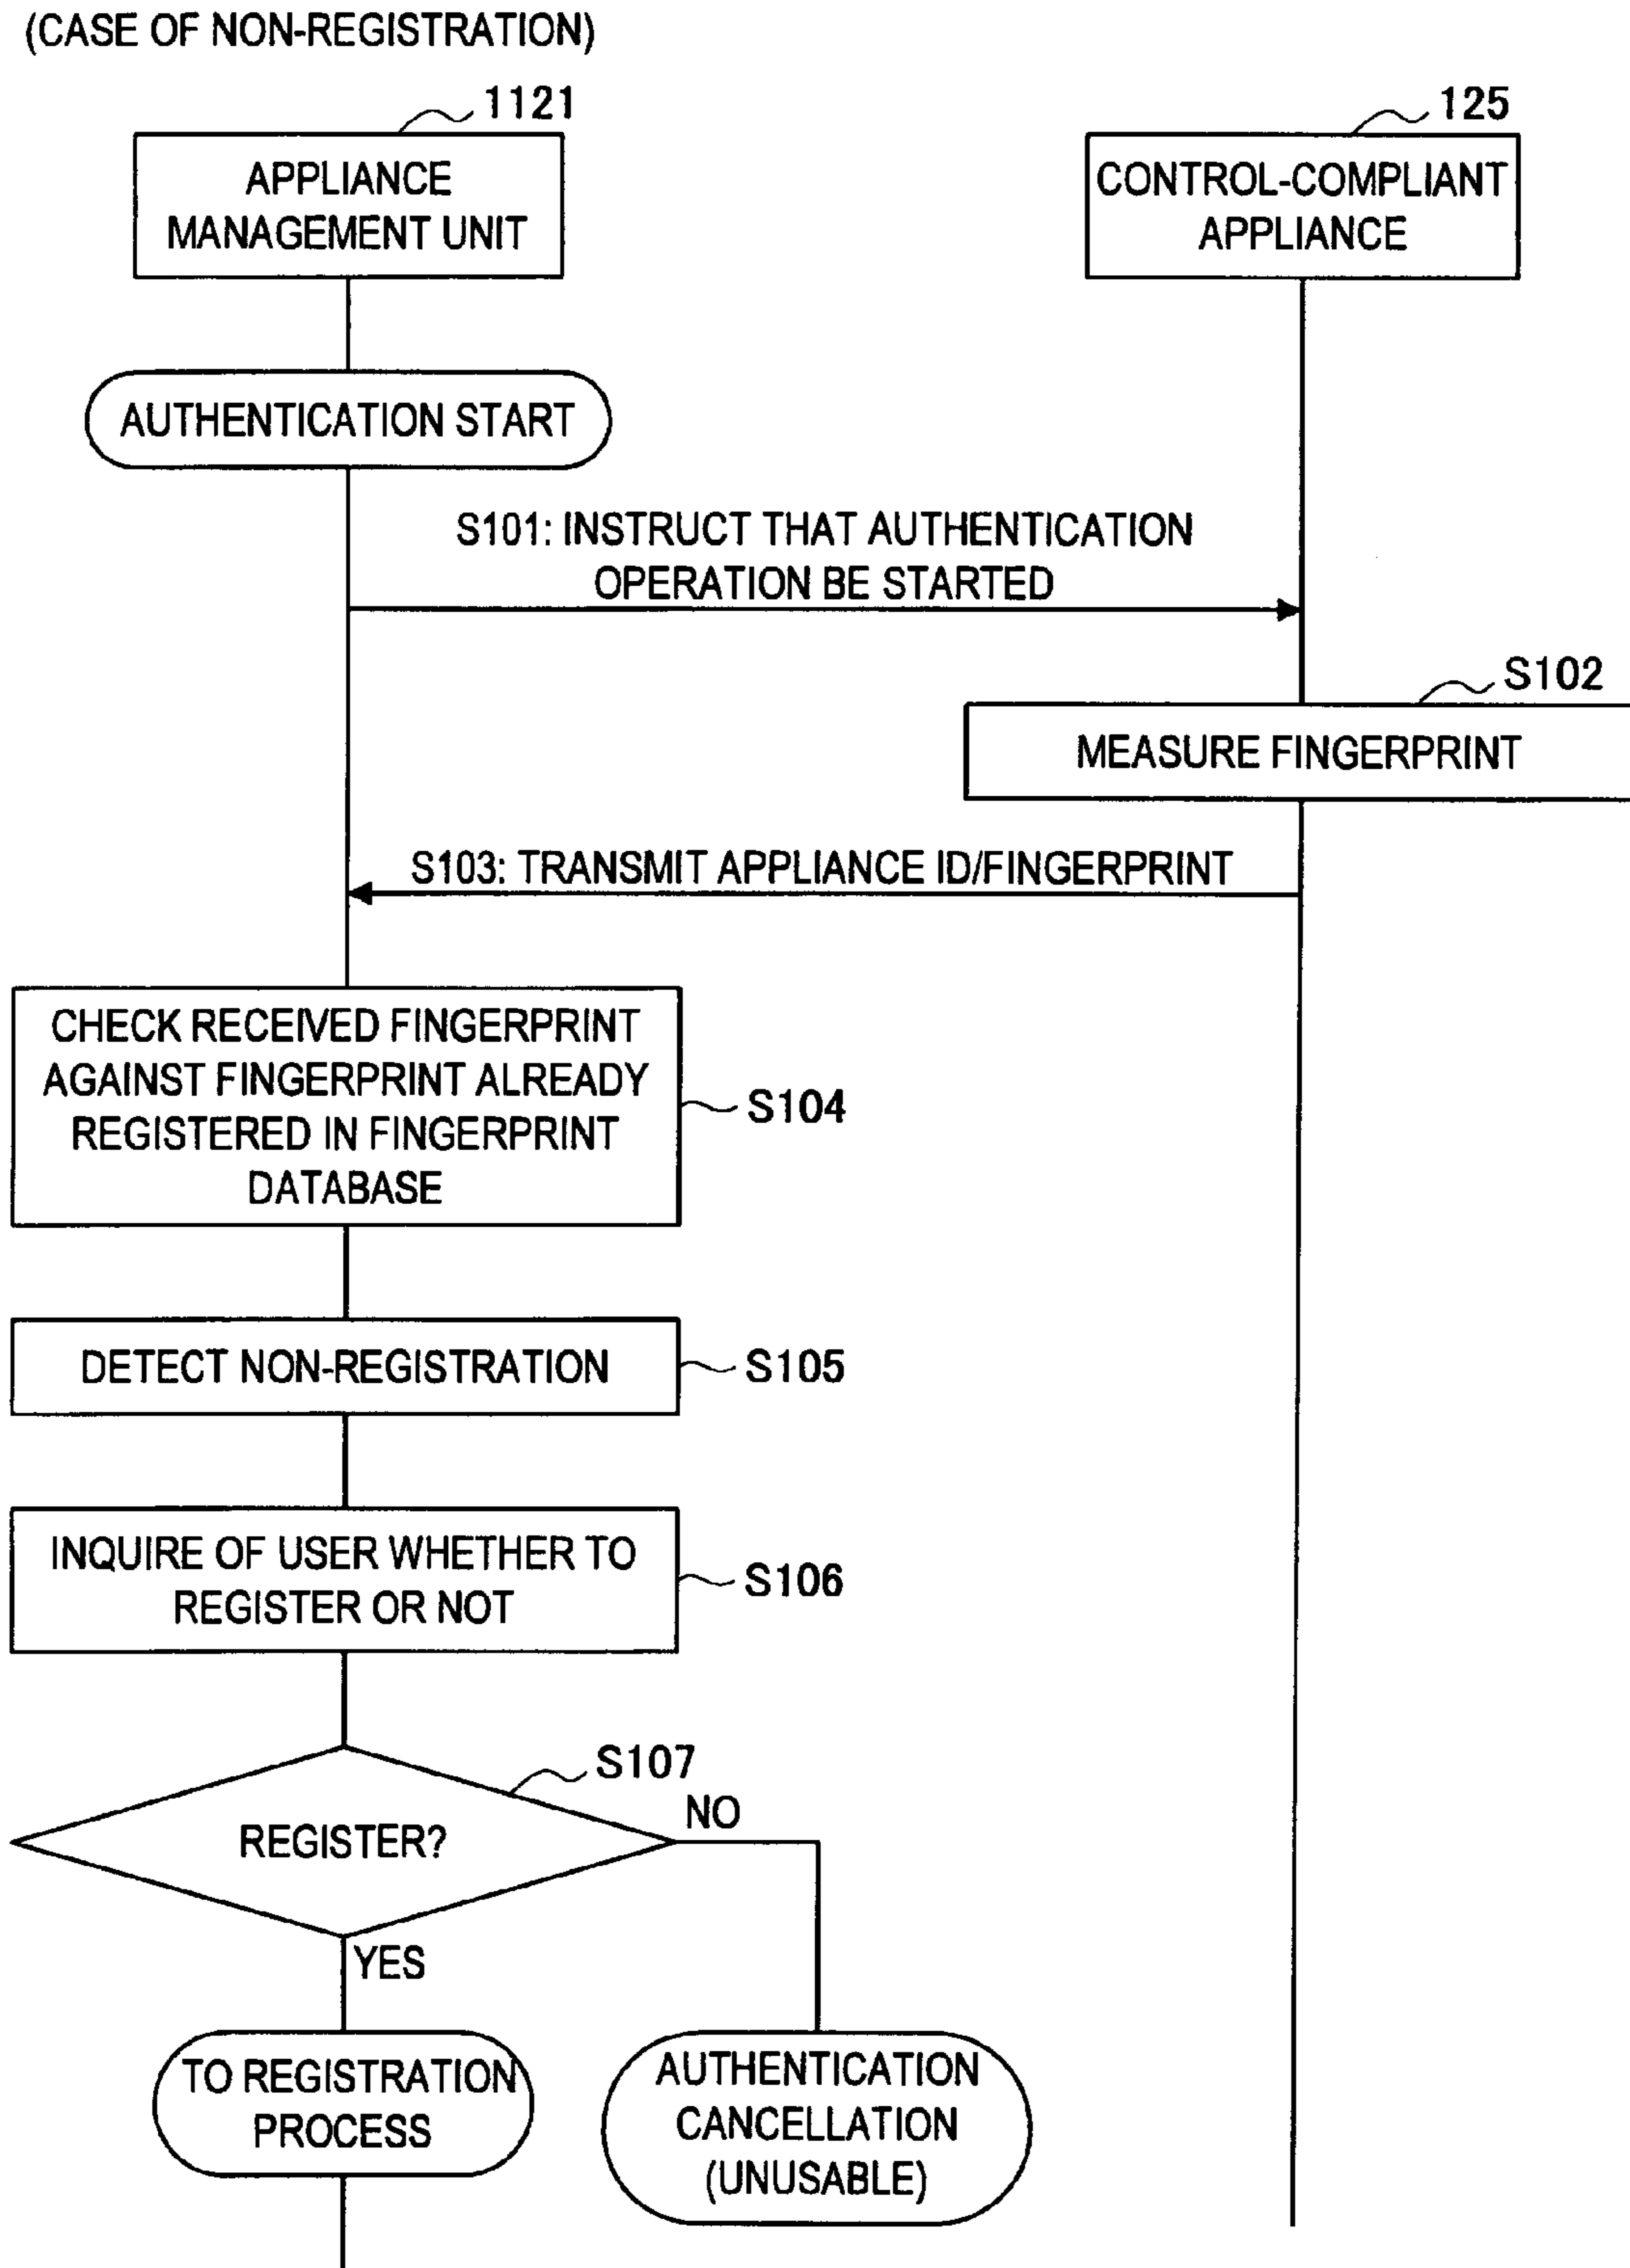 (CASE OF NON-REGISTRATION)
1121
125
APPLIANCE
MANAGEMENT UNIT
CONTROL-COMPLIANT
APPLIANCE
AUTHENTICATION START
S101: INSTRUCT THAT AUTHENTICATION
OPERATION BE STARTED
S102
MEASURE FINGERPRINT
S103: TRANSMIT APPLIANCE ID/FINGERPRINT
CHECK RECEIVED FINGERPRINT
AGAINST FINGERPRINT ALREADY
REGISTERED IN FINGERPRINT
DATABASE
S104
DETECT NON-REGISTRATION
S105
INQUIRE OF USER WHETHER TO
REGISTER OR NOT
S106
S107
REGISTER?
NO
YES
TO REGISTRATION
PROCESS
AUTHENTICATION
CANCELLATION
(UNUSABLE)